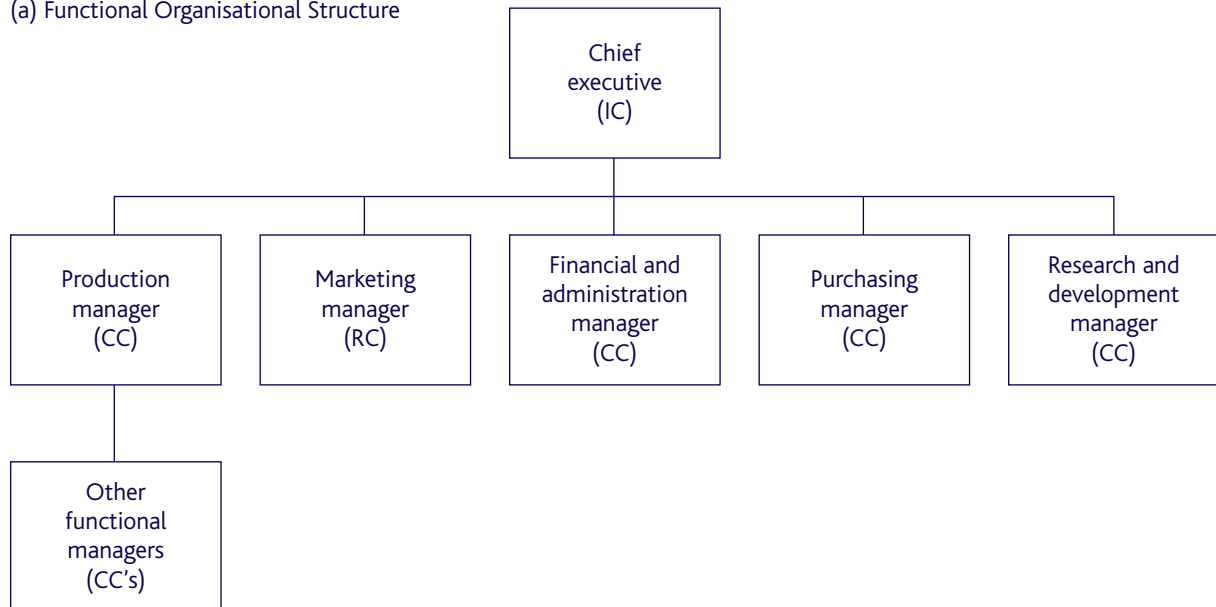 (a) Functional Organisational Structure
Chief
executive
(IC)
Production
manager
(CC)
Marketing
manager
(RC)
Financial and
administration
manager
(CC)
Purchasing
manager
(CC)
Research and
development
manager
(CC)
Other
functional
managers
(CC's)